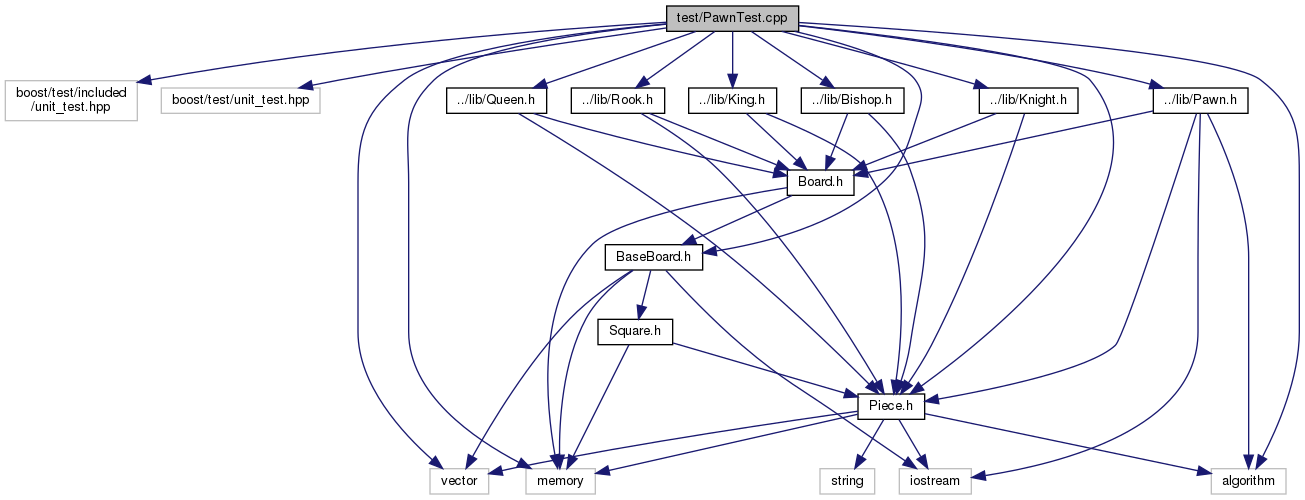 test/PawnTest.cpp
boost/test/included
/unit_test.hpp
boost/test/unit_test.hpp
../lib/Queen.h
../lib/Rook.h
../lib/King.h
../lib/Bishop.h
../lib/Knight.h
../lib/Pawn.h
Board.h
BaseBoard.h
Square.h
Piece.h
vector
memory
string
iostream
algorithm